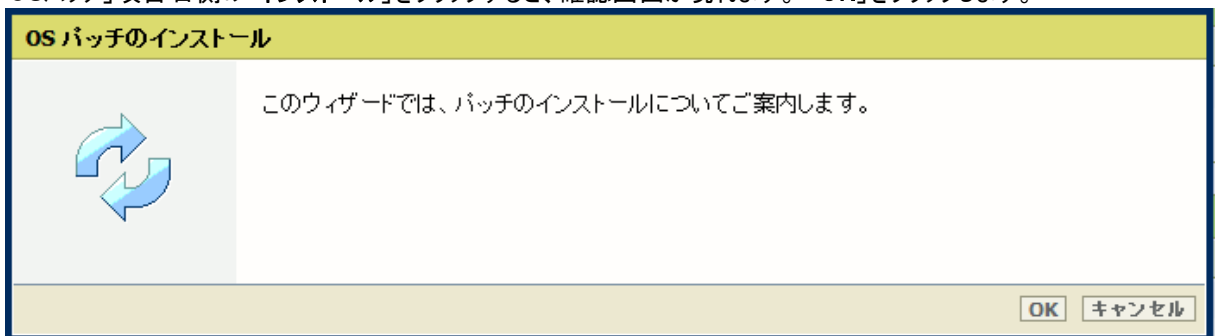 OS パッチのインストール
このウィザードでは、パッチのインストールについてご案内します。
OK キャンセル